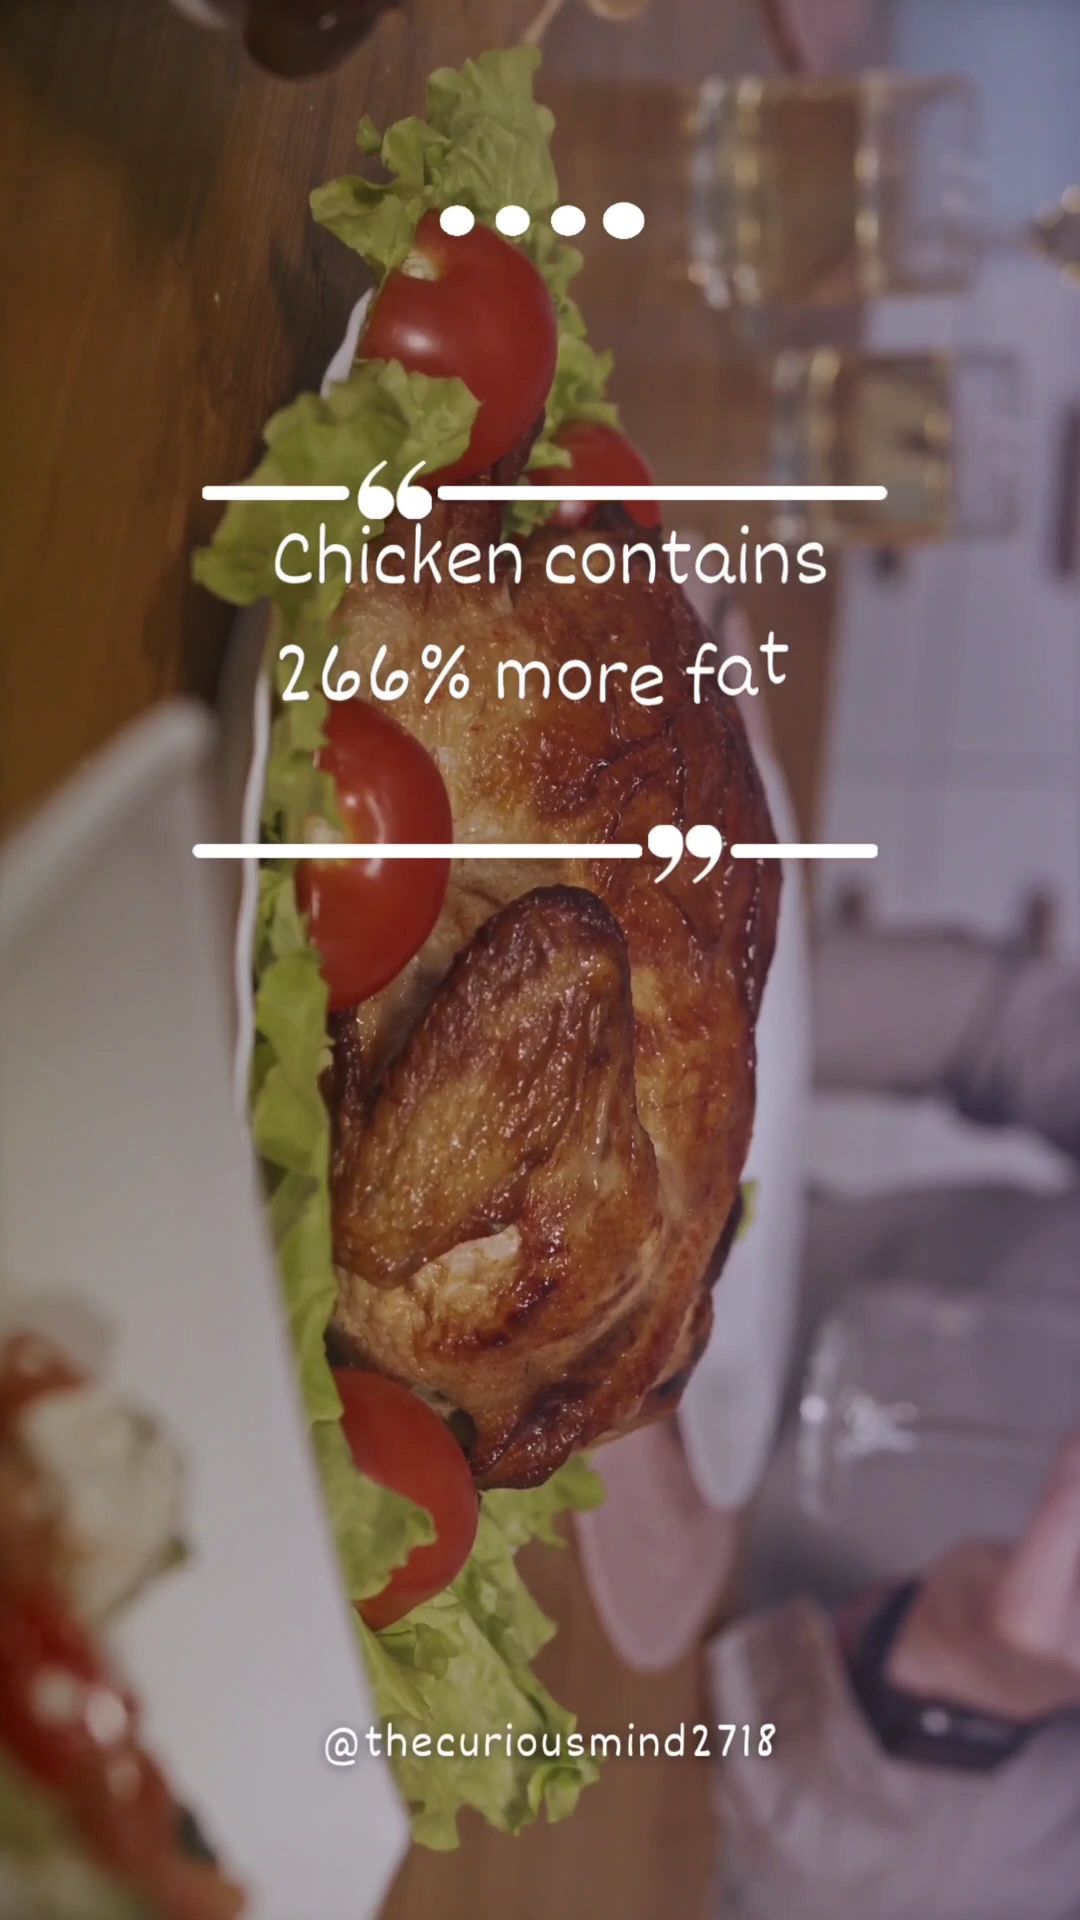 “
Chicken contains
266% more fat
”
@thecuriousmind2718